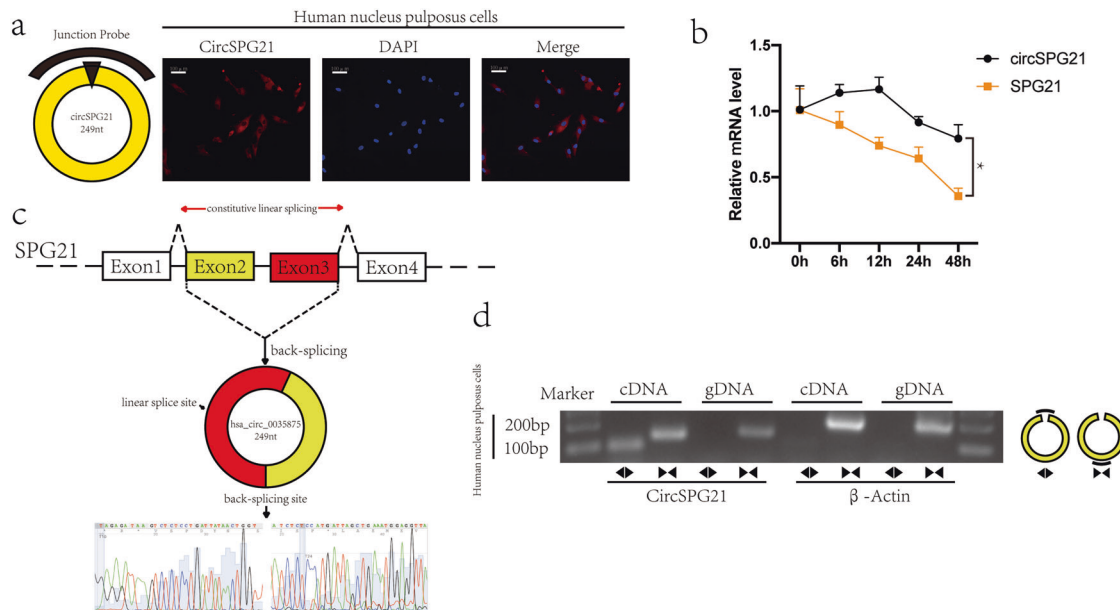 a
Human nucleus pulposus cells
Junction Probe
CircSPG21
DAPI
Merge
circSPG21
249nt
b
1.5
1.0
0.5
0.0
Relative mRNA level
0h 6h 12h 24h 48h
circSPG21
SPG21
*
c
constitutive linear splicing
SPG21
Exon1 Exon2 Exon3 Exon4
back-splicing
linear splice site
hsa_circ_0035875
249nt
back-splicing site
d
Human nucleus pulposus cells
Marker cDNA gDNA cDNA gDNA
200bp
100bp
CircSPG21 β-Actin